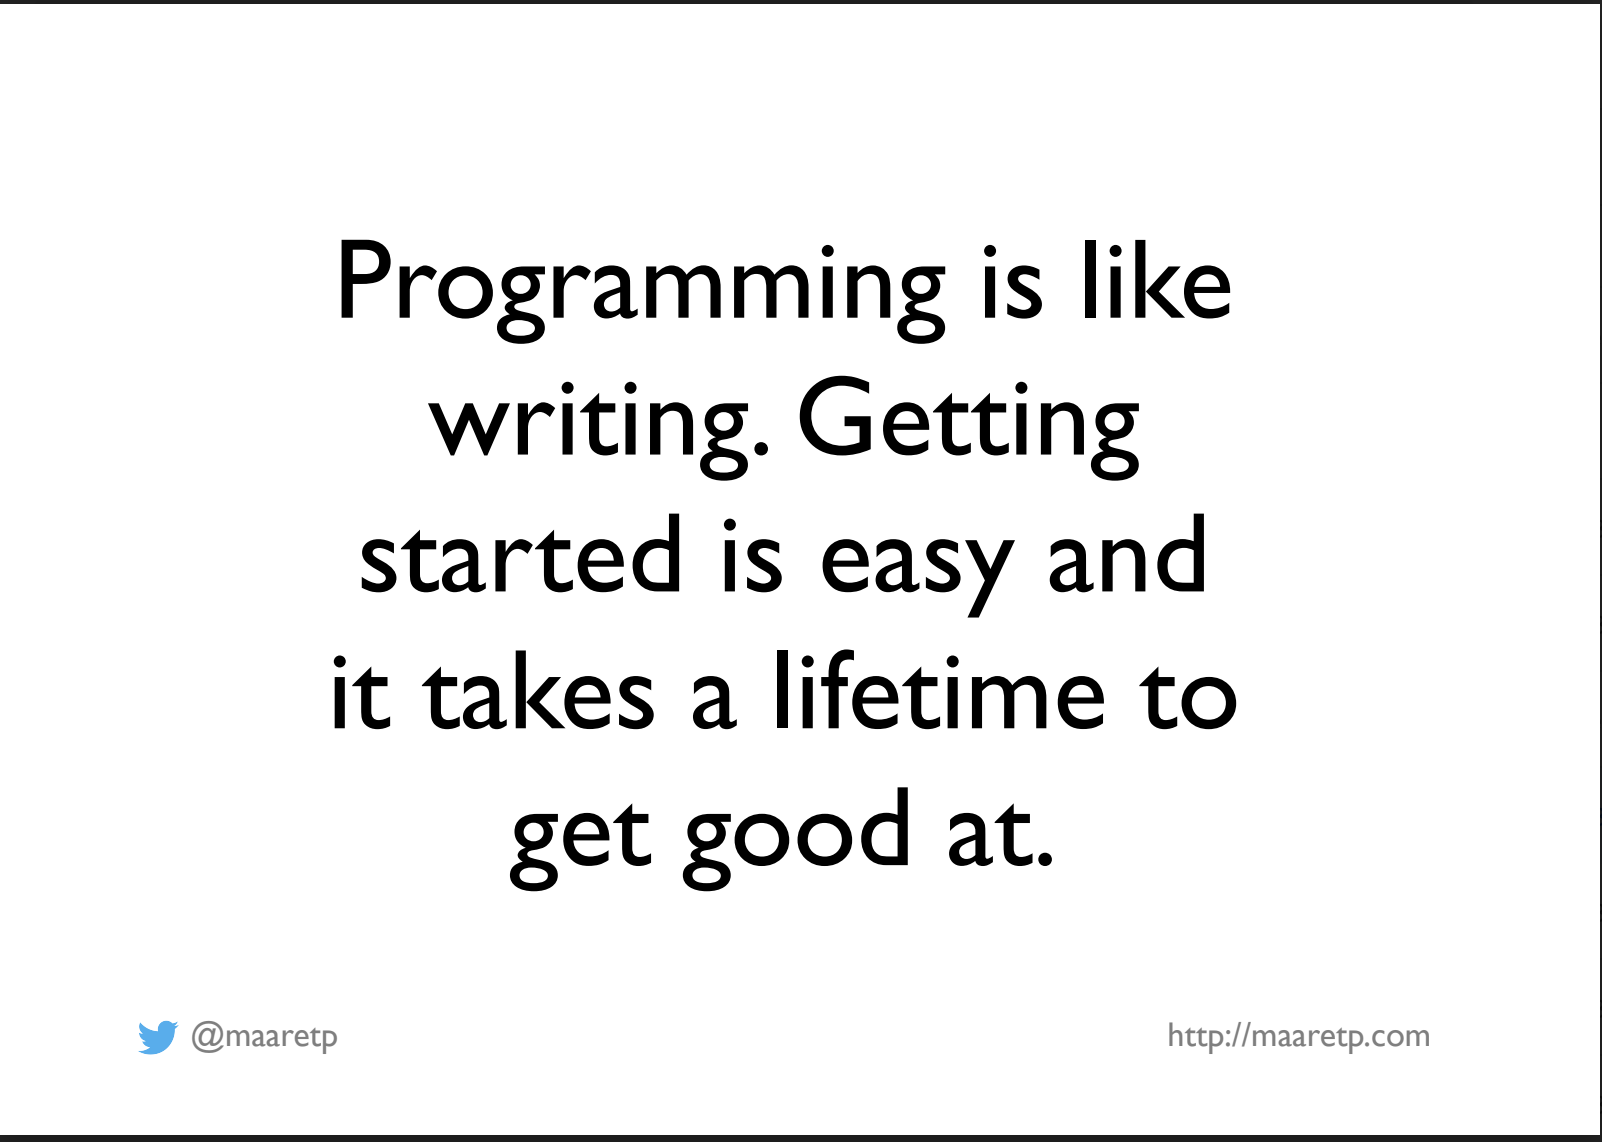 Programming is like
writing. Getting
started is easy and
it takes a lifetime to
get good at.
@maaretp
http://maaretp.com